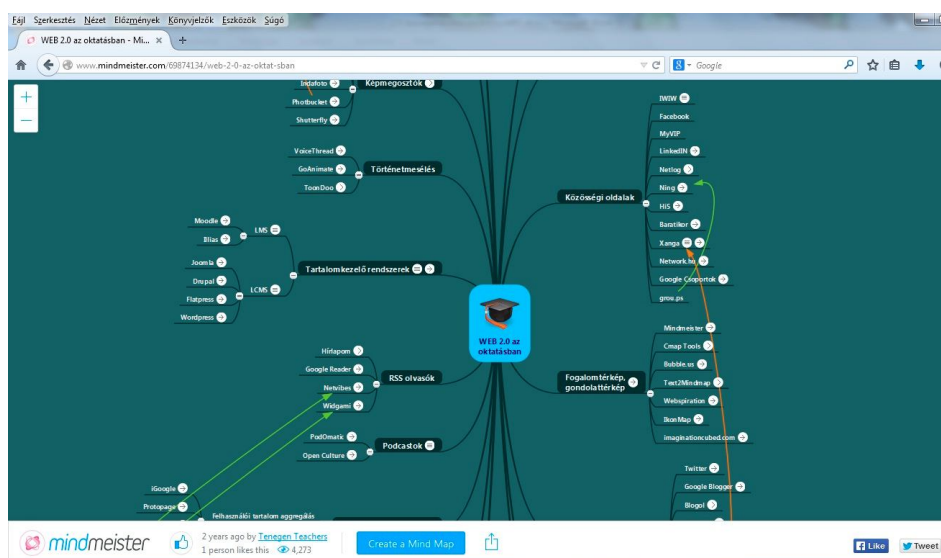 Fájl Szerkesztés Nézet Előzmények Könyvjelzők Eszközök Súgó
WEB 2.0 az oktatásban - Mi...
www.mindmeister.com/69874134/web-2-0-az-oktat-sban
Google
Indafoto
Photbucket
Shutterfly
Képmegosztók
VoiceThread
GoAnimate
ToonDoo
Történetmesélés
Moodle
Ilias
LMS
Joomla
Drupal
Flatpress
Wordpress
LCMS
Tartalomkezelő rendszerek
Hírlapom
Google Reader
Netvibes
Widgami
RSS olvasók
PodOmatic
Open Culture
Podcastok
iGoogle
Protopage
Felhasználói tartalom aggregálás
WEB 2.0 az
oktatásban
Közösségi oldalak
IWIW
Facebook
MyVIP
LinkedIN
Netlog
Ning
Hi5
Baratikor
Xanga
Network.hu
Google Csoportok
grou.ps
Fogalomtérkép,
gondolattérkép
Mindmeister
Cmap Tools
Bubble.us
Text2Mindmap
Webspiration
IkonMap
imaginationcubed.com
Twitter
Google Blogger
Blogol
mindmeister
2 years ago by Tenegen Teachers
1 person likes this 4,273
Create a Mind Map
Like
Tweet